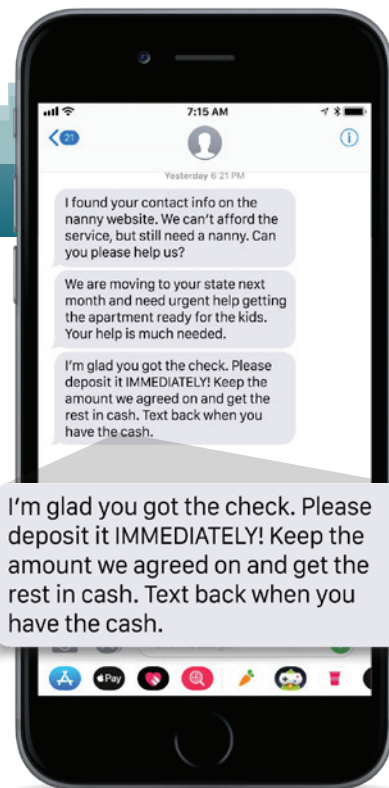 7:15 AM
21
Yesterday 6:21 PM
I found your contact info on the
nanny website. We can't afford the
service, but still need a nanny. Can
you please help us?
We are moving to your state next
month and need urgent help getting
the apartment ready for the kids.
Your help is much needed.
I'm glad you got the check. Please
deposit it IMMEDIATELY! Keep the
amount we agreed on and get the
rest in cash. Text back when you
have the cash.
I'm glad you got the check. Please
deposit it IMMEDIATELY! Keep the
amount we agreed on and get the
rest in cash. Text back when you
have the cash.
Pay